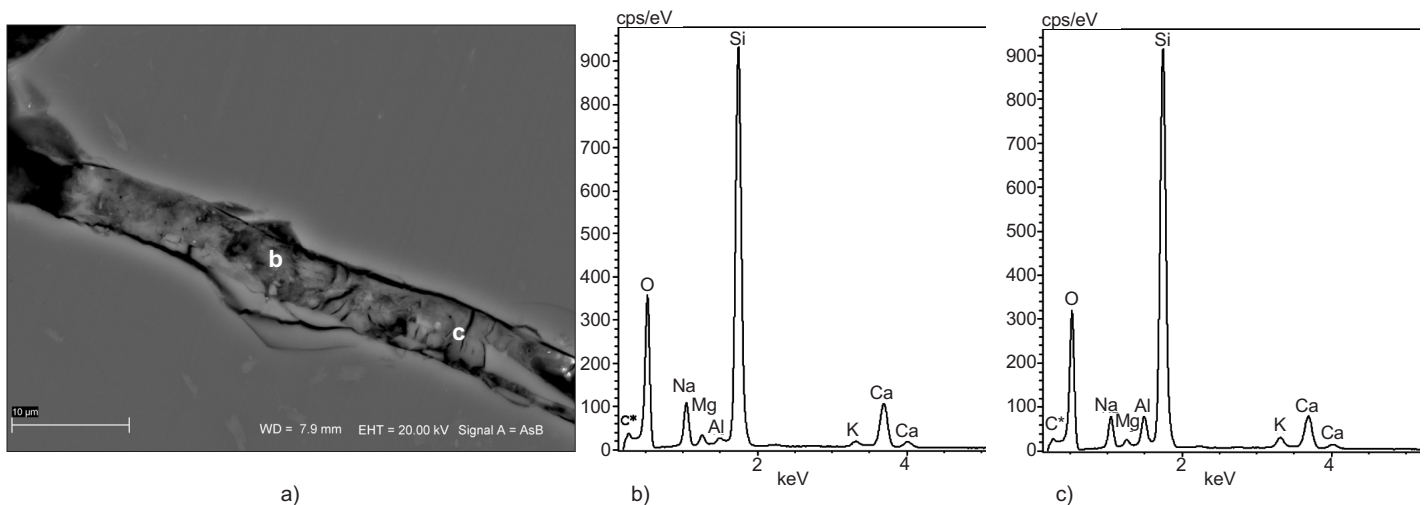 b
c
10 µm
WD = 7.9 mm EHT = 20.00 kV Signal A = AsB
a)
cps/eV
Si
900
800
700
600
500
400
O
300
200
Na
Mg
Ca
100
C*
Al
K
Ca
0
2
4
keV
b)
cps/eV
Si
900
800
700
600
500
400
O
300
200
Na
Al
Ca
100
C*
Mg
K
Ca
0
2
4
keV
c)